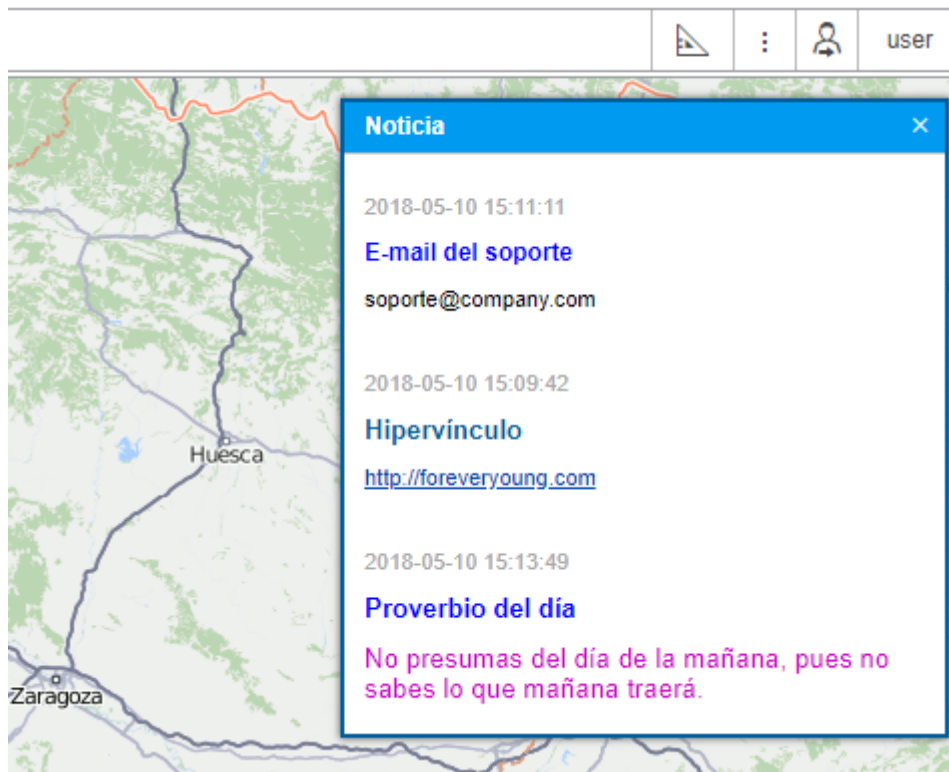 user
Noticia
2018-05-10 15:11:11
E-mail del soporte
soporte@company.com
2018-05-10 15:09:42
Hipervínculo
http://foreveryoung.com
2018-05-10 15:13:49
Proverbio del día
No presumas del día de la mañana, pues no
sabes lo que mañana traerá.
Huesca
Zaragoza